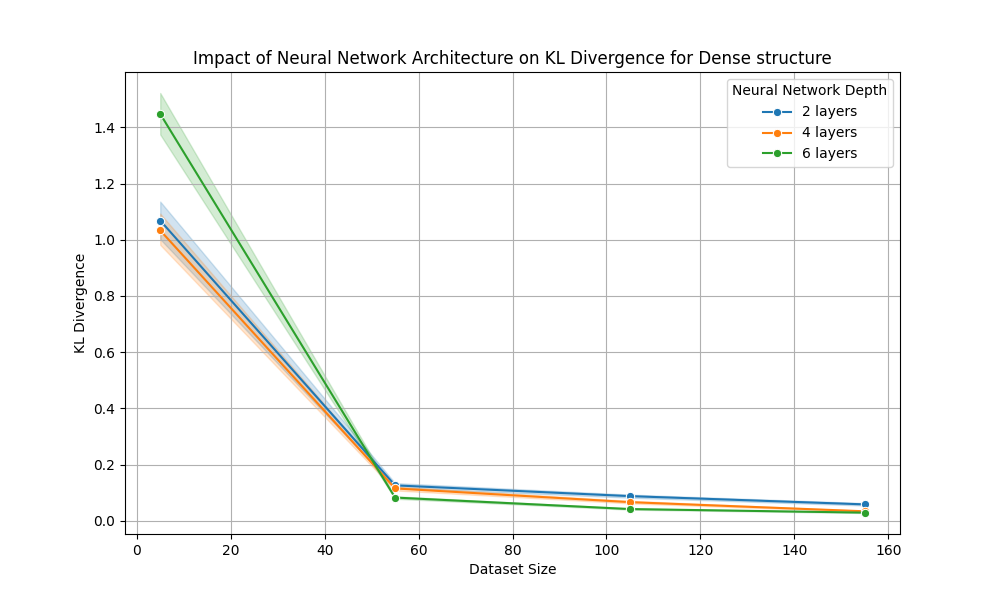 Impact of Neural Network Architecture on KL Divergence for Dense structure
Neural Network Depth
2 layers
4 layers
6 layers
KL Divergence
1.4
1.2
1.0
0.8
0.6
0.4
0.2
0.0
0 20 40 60 80 100 120 140 160
Dataset Size